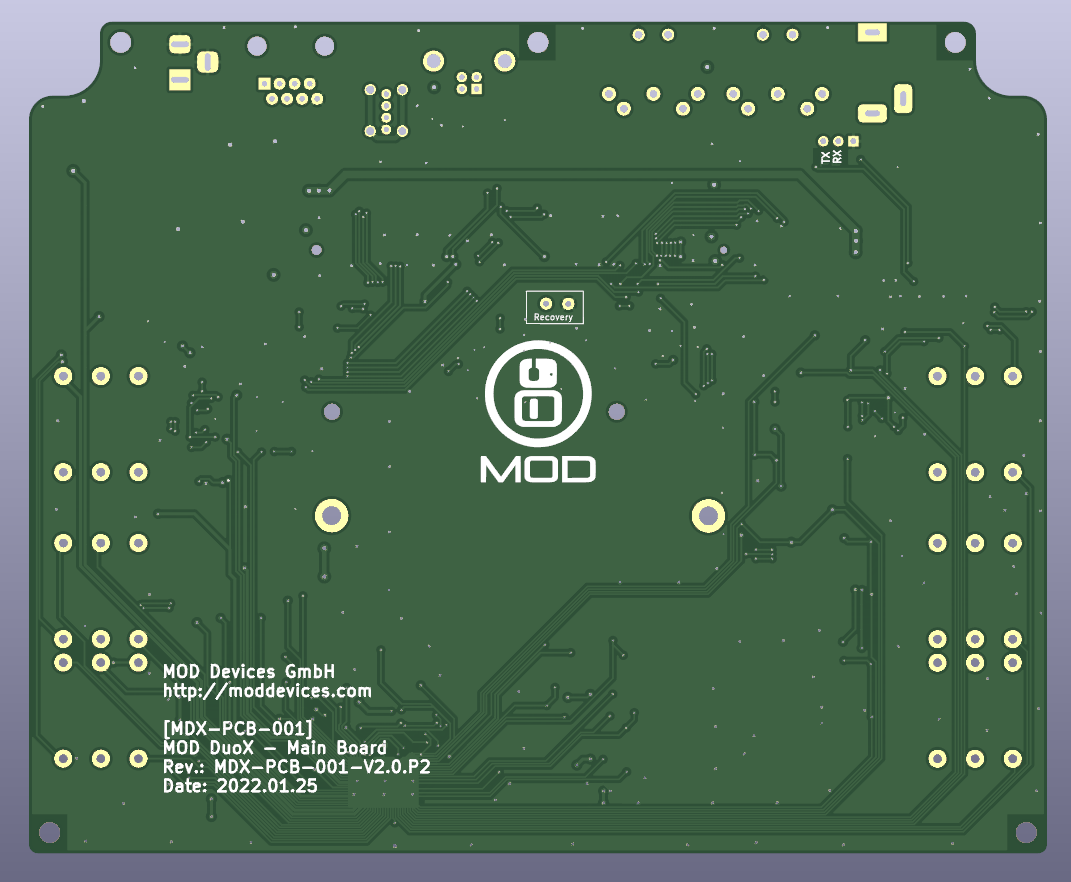 TX
RX
Recovery
MOD
MOD Devices GmbH
http://moddevices.com
[MDX-PCB-001]
MOD DuoX - Main Board
Rev.: MDX-PCB-001-V2.0.P2
Date: 2022.01.25